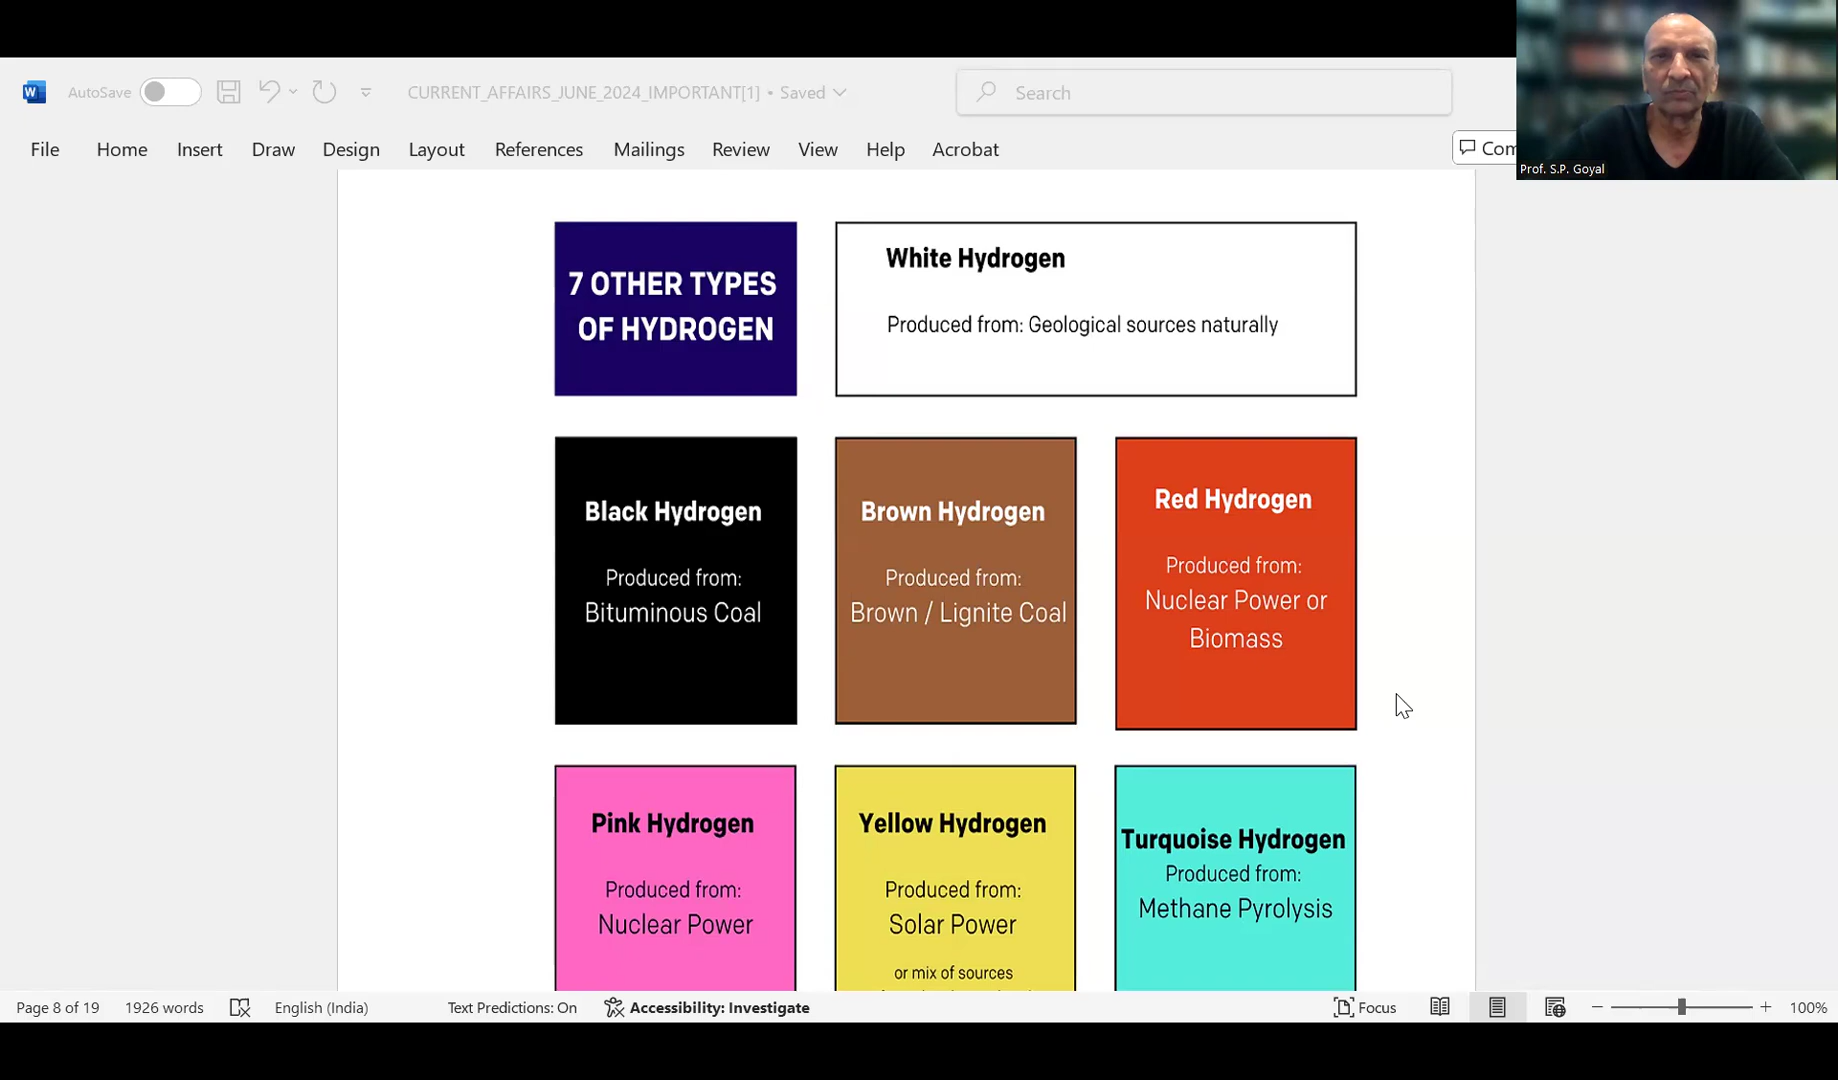 AutoSave
CURRENT_AFFAIRS_JUNE_2024_IMPORTANT[1] • Saved
Search
File Home Insert Draw Design Layout References Mailings Review View Help Acrobat
Prof. S.P. Goyal
7 OTHER TYPES
OF HYDROGEN
White Hydrogen
Produced from: Geological sources naturally
Black Hydrogen
Produced from:
Bituminous Coal
Brown Hydrogen
Produced from:
Brown / Lignite Coal
Red Hydrogen
Produced from:
Nuclear Power or
Biomass
Pink Hydrogen
Produced from:
Nuclear Power
Yellow Hydrogen
Produced from:
Solar Power
or mix of sources
Turquoise Hydrogen
Produced from:
Methane Pyrolysis
Page 8 of 19 1926 words English (India) Text Predictions: On Accessibility: Investigate Focus 100%